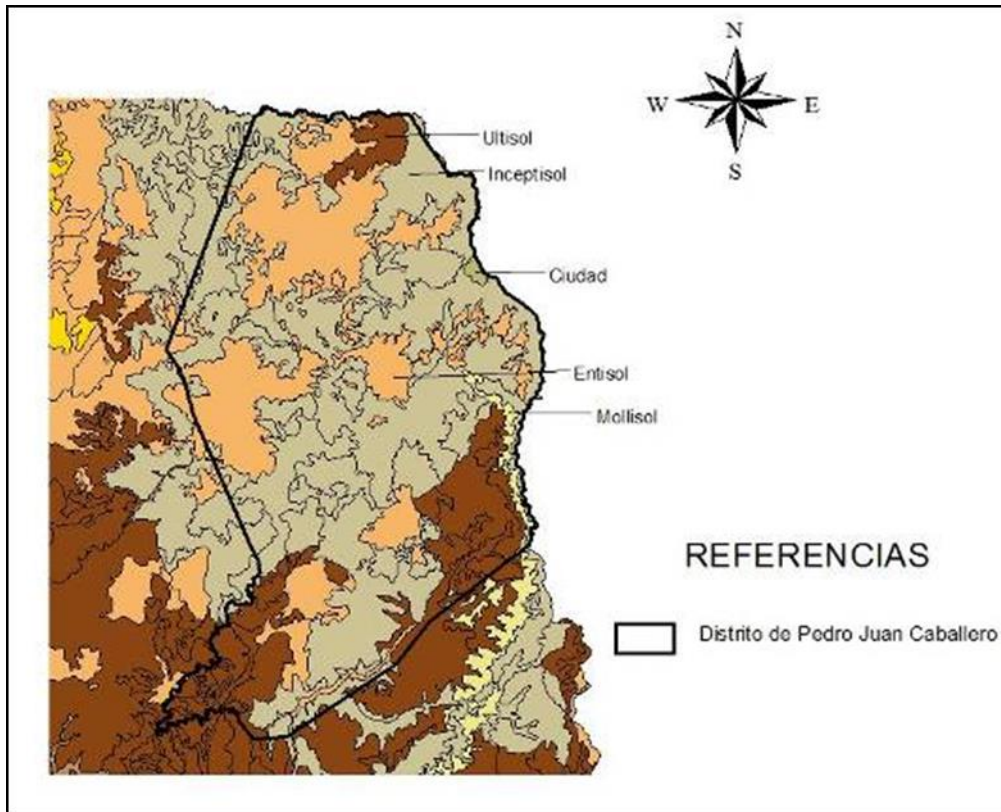 N
W E
S
Ultisol
Inceptisol
Ciudad
Entisol
Mollisol
REFERENCIAS
Distrito de Pedro Juan Caballero